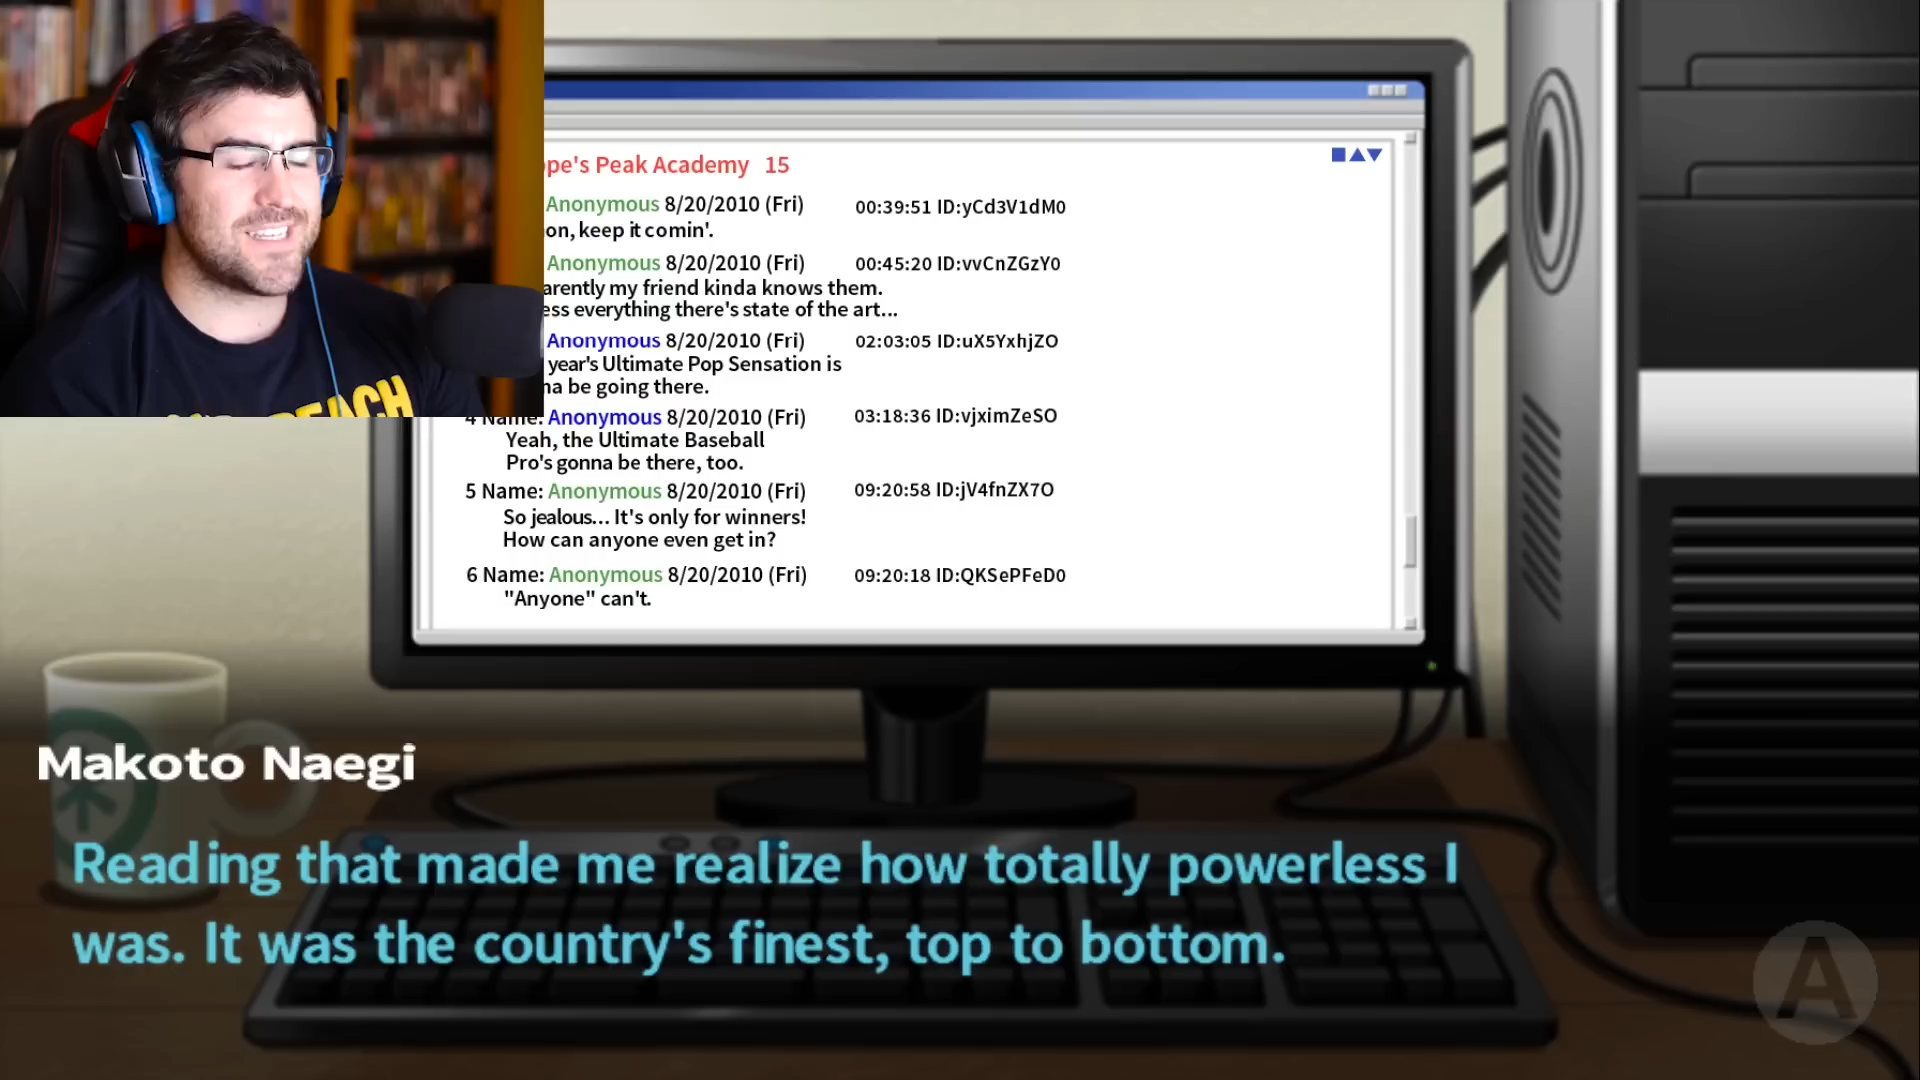 ope's Peak Academy 15
Anonymous 8/20/2010 (Fri) 00:39:51 ID:yCd3V1dM0
on, keep it comin'.
Anonymous 8/20/2010 (Fri) 00:45:20 ID:vvCnZGzY0
arently my friend kinda knows them.
ess everything there's state of the art...
Anonymous 8/20/2010 (Fri) 02:03:05 ID:uX5YxhjZO
year's Ultimate Pop Sensation is
na be going there.
4 Name: Anonymous 8/20/2010 (Fri) 03:18:36 ID:vjximZeSO
Yeah, the Ultimate Baseball
Pro's gonna be there, too.
5 Name: Anonymous 8/20/2010 (Fri) 09:20:58 ID:jV4fnZX7O
So jealous... It's only for winners!
How can anyone even get in?
6 Name: Anonymous 8/20/2010 (Fri) 09:20:18 ID:QKSePFeD0
"Anyone" can't.
Makoto Naegi
Reading that made me realize how totally powerless I
was. It was the country's finest, top to bottom.
A